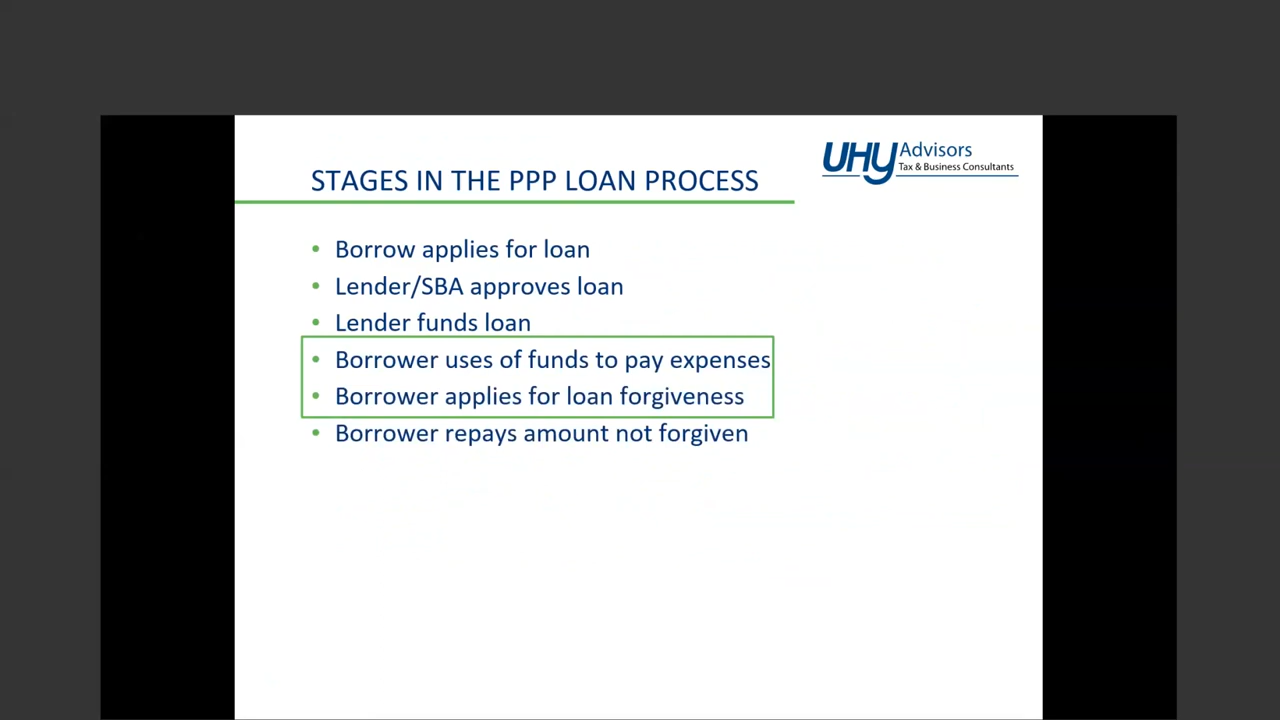 UHY Advisors
Tax & Business Consultants
STAGES IN THE PPP LOAN PROCESS
• Borrow applies for loan
• Lender/SBA approves loan
• Lender funds loan
• Borrower uses of funds to pay expenses
• Borrower applies for loan forgiveness
• Borrower repays amount not forgiven